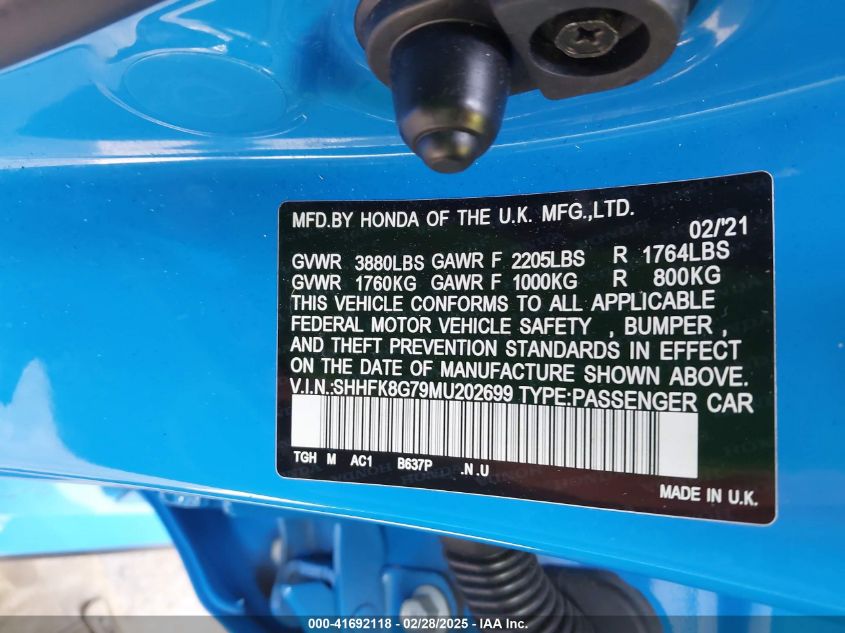 MFD.BY HONDA OF THE U.K. MFG.,LTD.
02/'21
GVWR 3880LBS GAWR F 2205LBS R 1764LBS
GVWR 1760KG GAWR F 1000KG R 800KG
THIS VEHICLE CONFORMS TO ALL APPLICABLE
FEDERAL MOTOR VEHICLE SAFETY , BUMPER ,
AND THEFT PREVENTION STANDARDS IN EFFECT
ON THE DATE OF MANUFACTURE SHOWN ABOVE.
V.I.N.:SHHFK8G79MU202699 TYPE:PASSENGER CAR
TGH M AC1 B637P .N.U
MADE IN U.K.
000-41692118 - 02/28/2025 - IAA Inc.